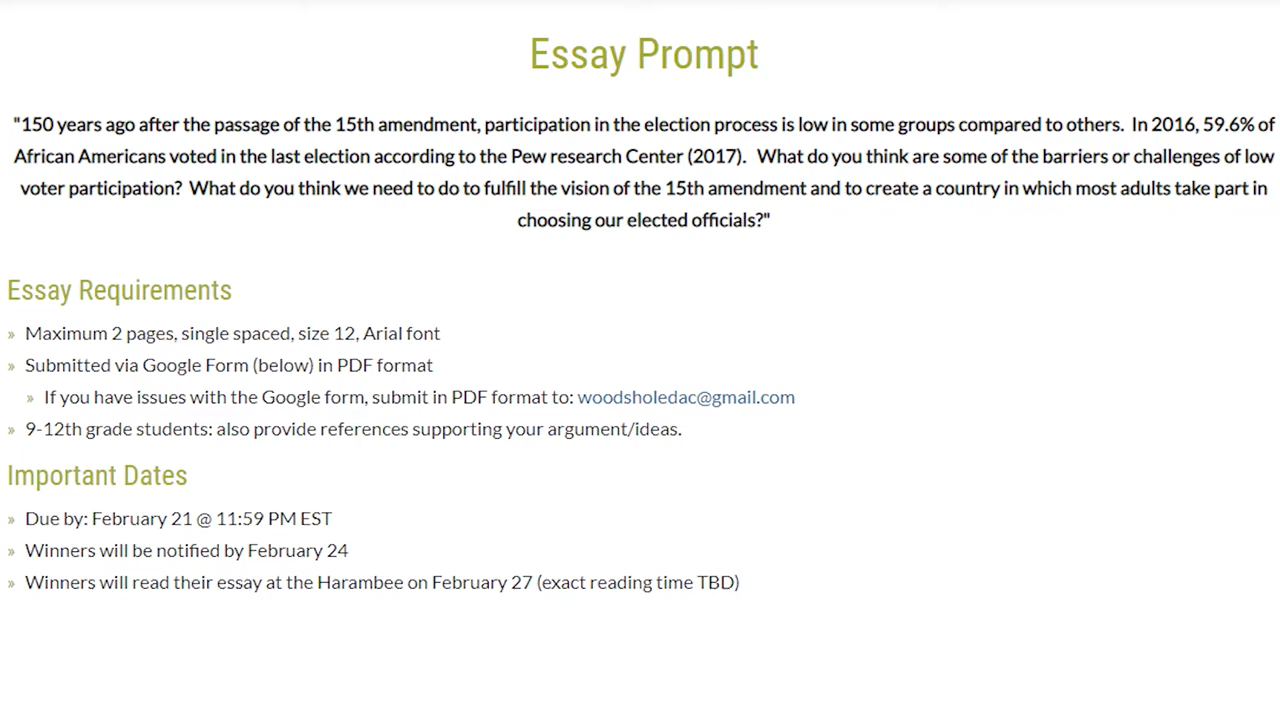 Essay Prompt
"150 years ago after the passage of the 15th amendment, participation in the election process is low in some groups compared to others. In 2016, 59.6% of
African Americans voted in the last election according to the Pew research Center (2017). What do you think are some of the barriers or challenges of low
voter participation? What do you think we need to do to fulfill the vision of the 15th amendment and to create a country in which most adults take part in
choosing our elected officials?"
Essay Requirements
» Maximum 2 pages, single spaced, size 12, Arial font
» Submitted via Google Form (below) in PDF format
» If you have issues with the Google form, submit in PDF format to: woodsholedac@gmail.com
» 9-12th grade students: also provide references supporting your argument/ideas.
Important Dates
» Due by: February 21 @ 11:59 PM EST
» Winners will be notified by February 24
» Winners will read their essay at the Harambee on February 27 (exact reading time TBD)